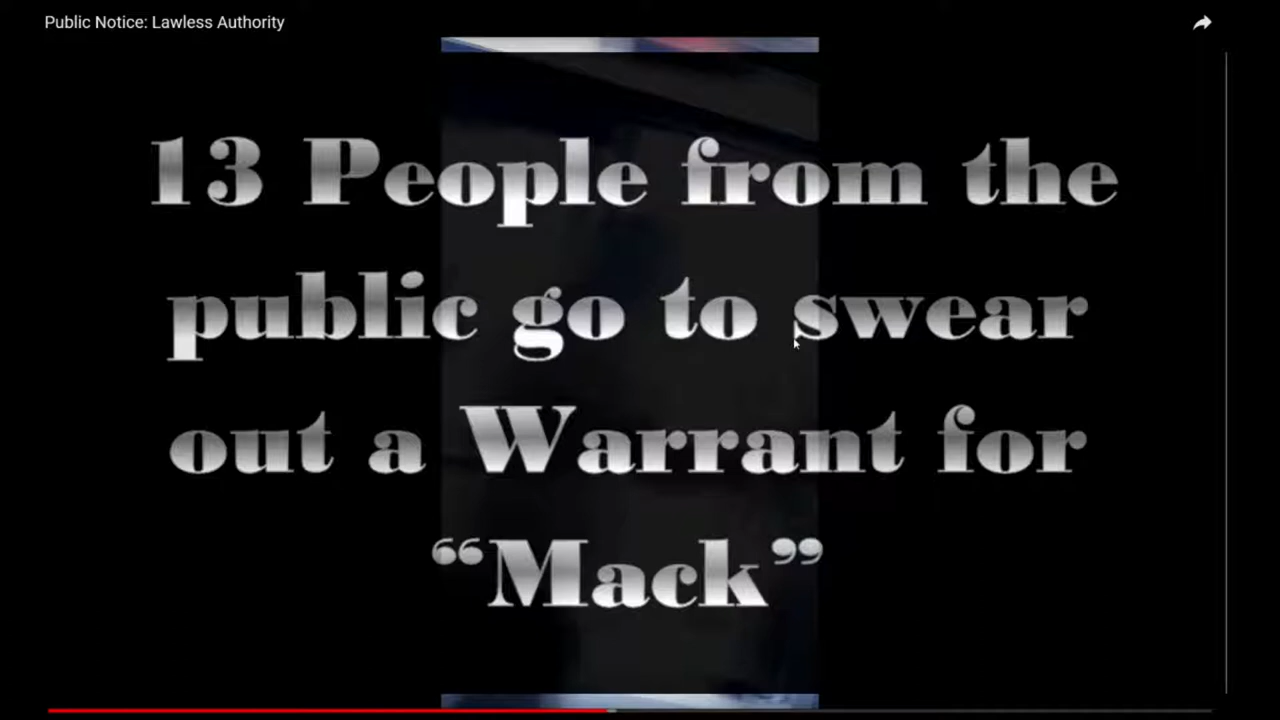 Public Notice: Lawless Authority
13 People from the
public go to swear
out a Warrant for
“Mack”